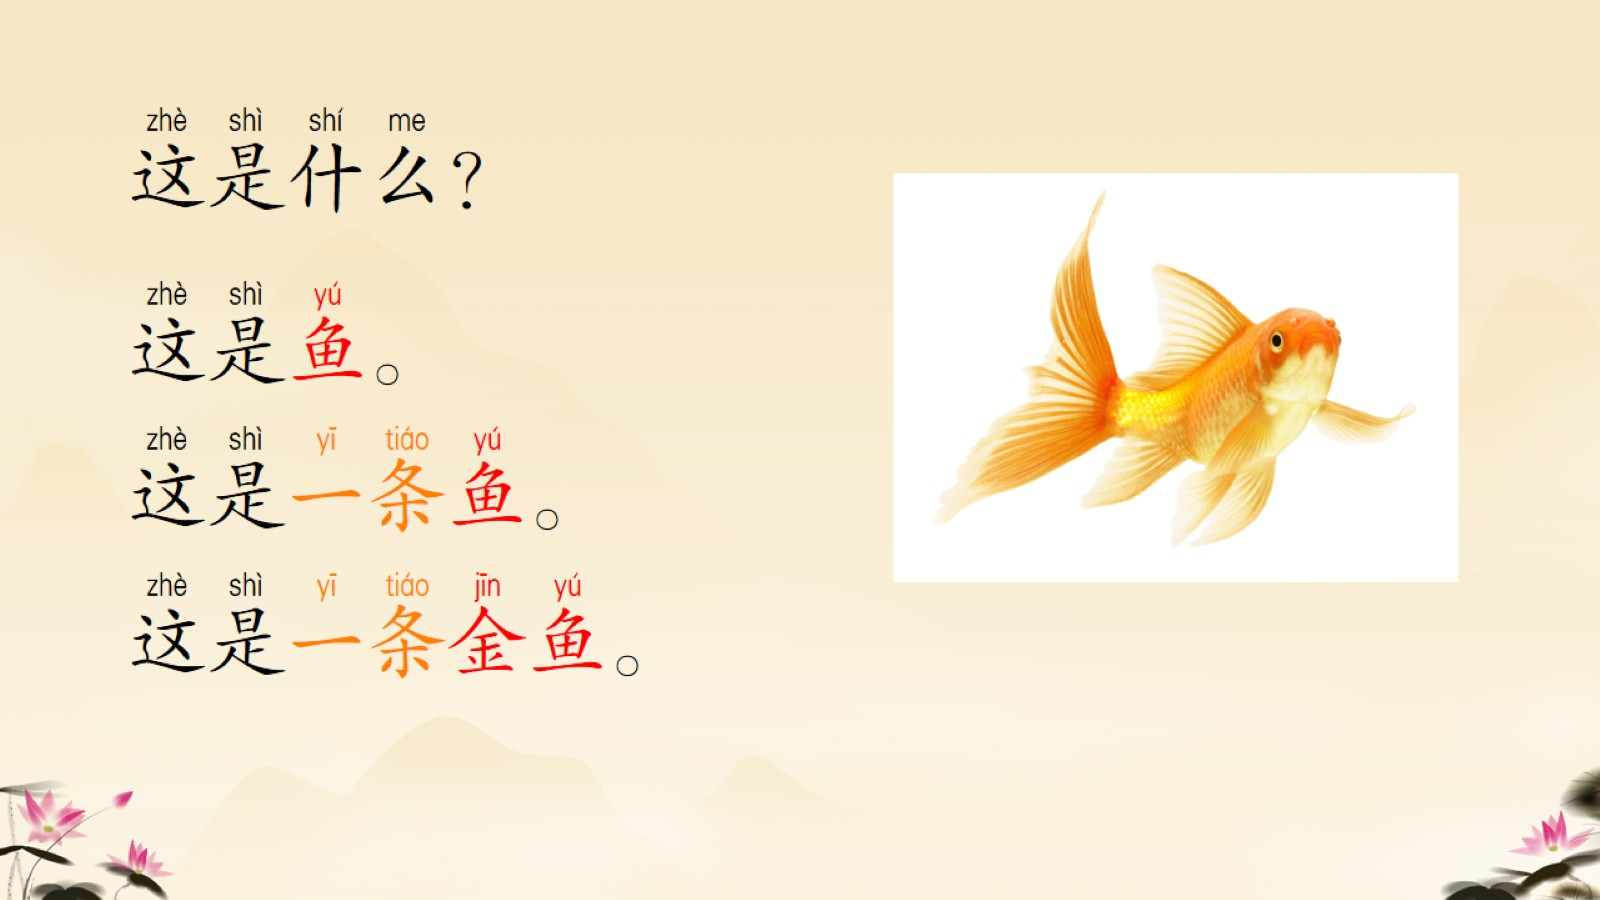 zhè shì shí me
这是什么？
zhè shì yú
这是鱼。
zhè shì yī tiáo yú
这是一条鱼。
zhè shì yī tiáo jīn yú
这是一条金鱼。